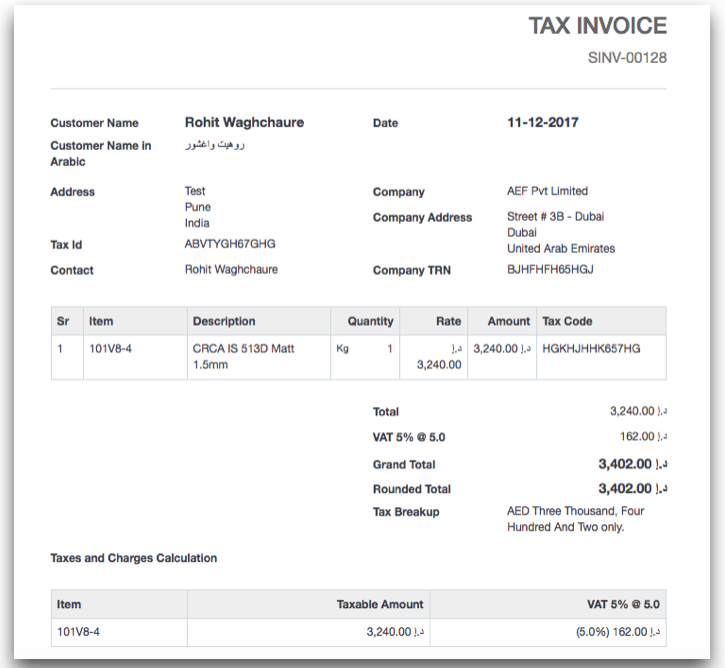 TAX INVOICE
SINV-00128
Customer Name Rohit Waghchaure Date 11-12-2017
Customer Name in Arabic روهيت واغشور
Address Test Company AEF Pvt Limited
Pune Company Address Street # 3B - Dubai
India Dubai
Tax Id ABVTYGH67GHG United Arab Emirates
Contact Rohit Waghchaure Company TRN BJHFHFH65HGJ
Sr Item Description Quantity Rate Amount Tax Code
1 101V8-4 CRCA IS 513D Matt Kg 1 د.إ 3,240.00 د.إ HGKHJHHK657HG
1.5mm 3,240.00
Total 3,240.00 د.إ
VAT 5% @ 5.0 162.00 د.إ
Grand Total 3,402.00 د.إ
Rounded Total 3,402.00 د.إ
Tax Breakup AED Three Thousand, Four
Hundred And Two only.
Taxes and Charges Calculation
Item Taxable Amount VAT 5% @ 5.0
101V8-4 3,240.00 د.إ (5.0%) 162.00 د.إ